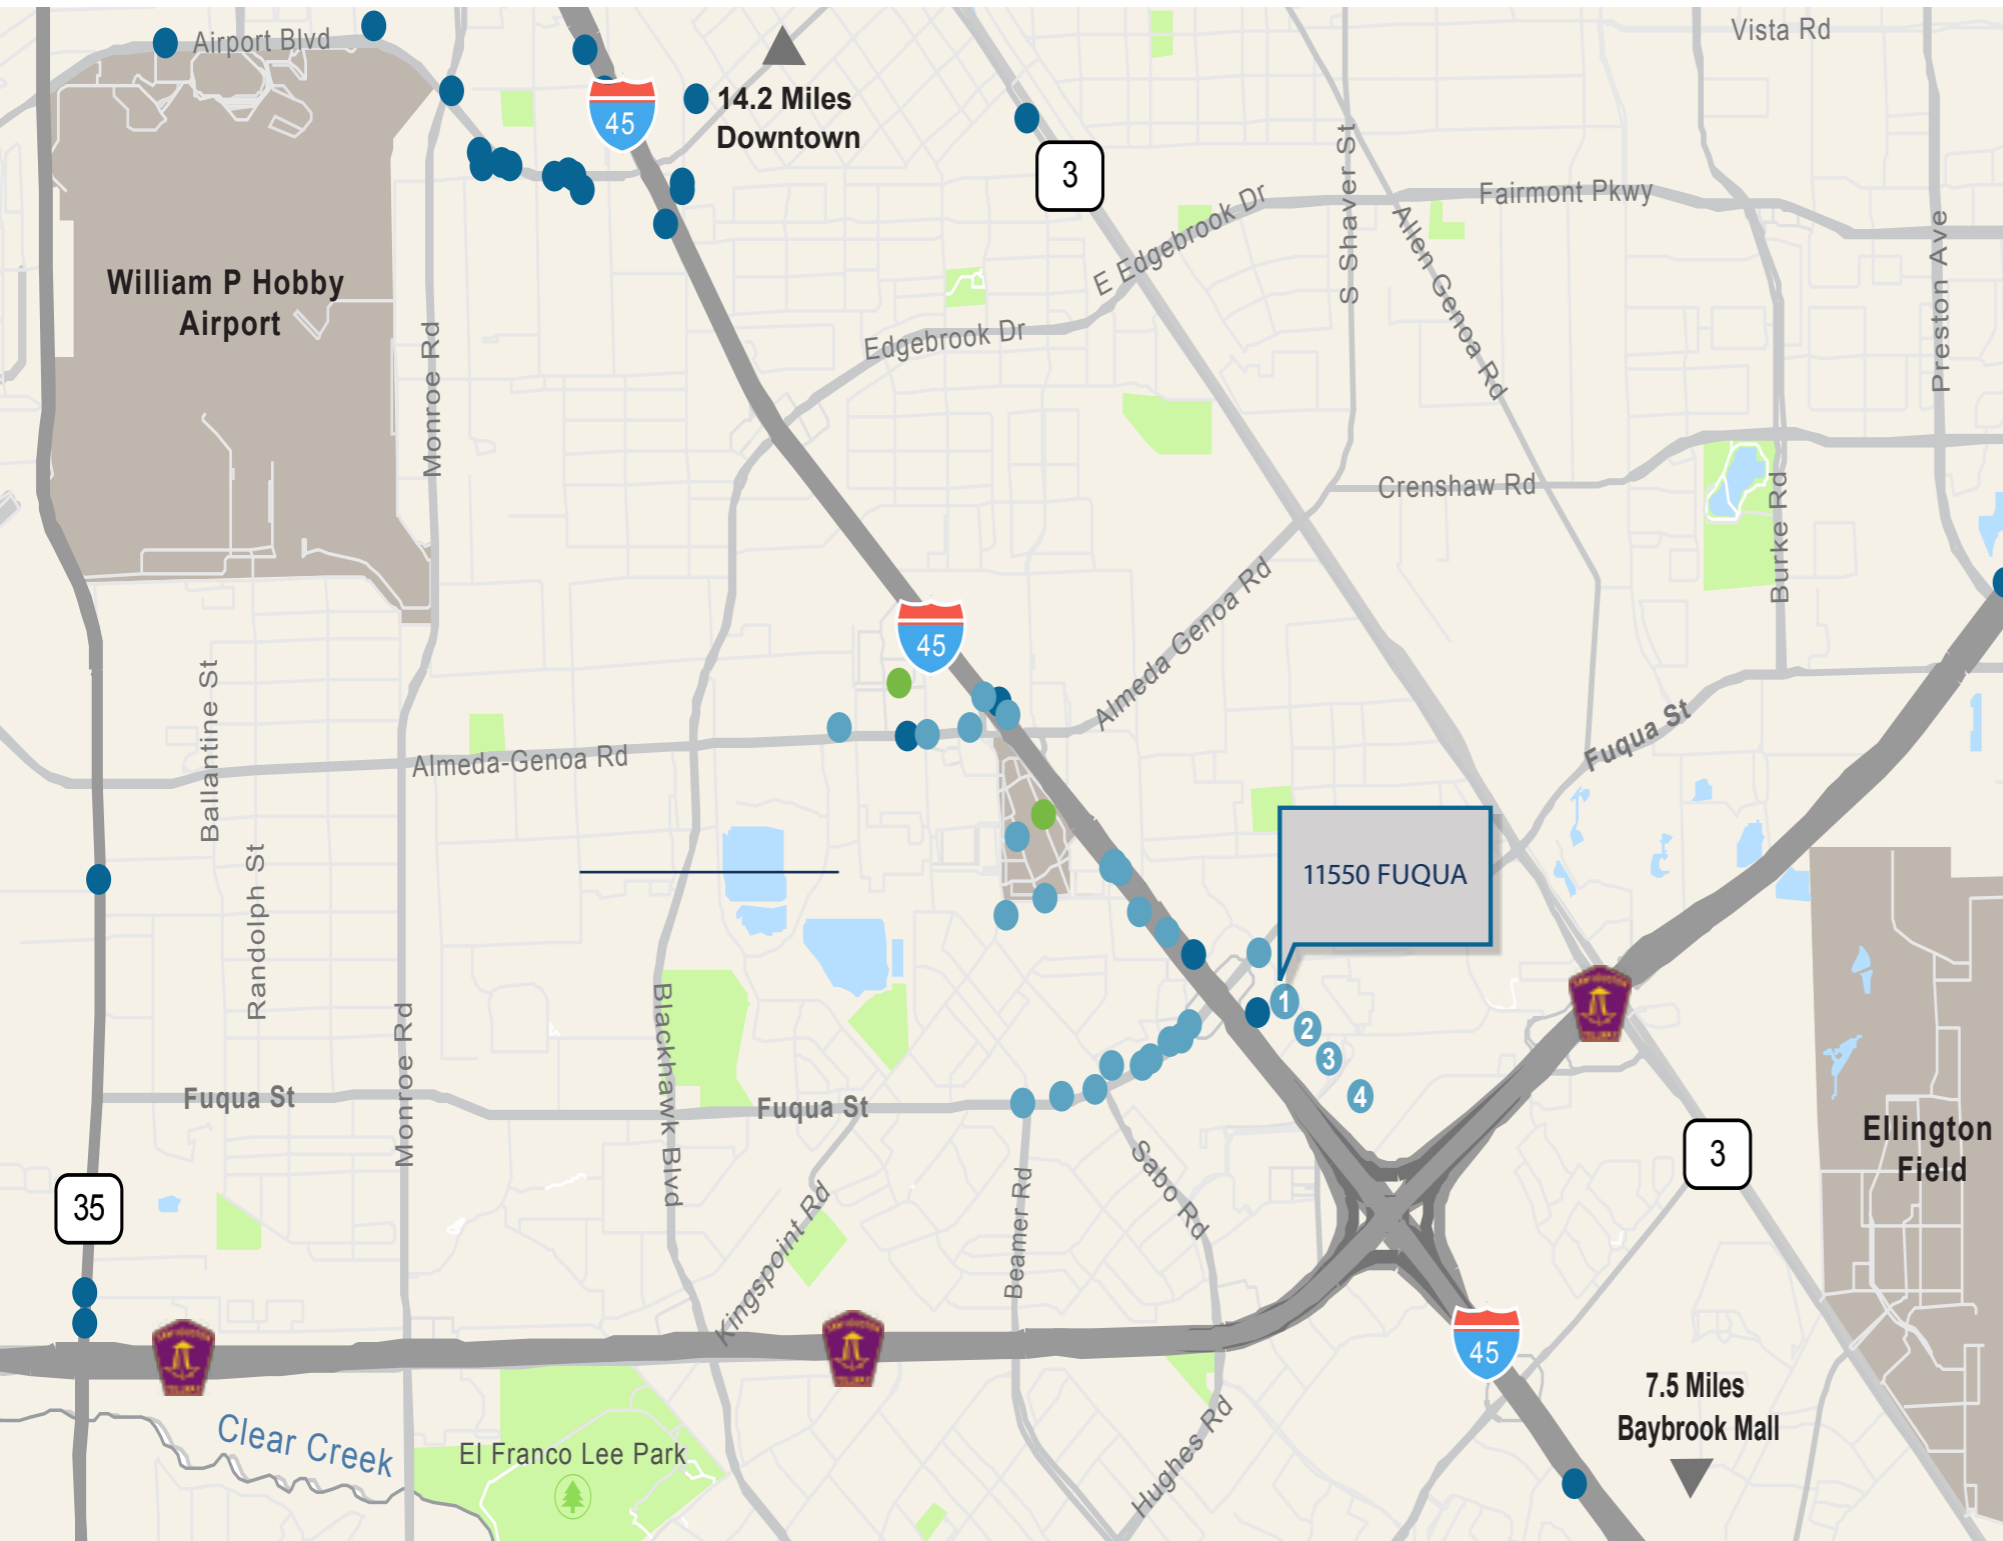 Airport Blvd
Vista Rd
45
14.2 Miles
Downtown
3
S Shaver St
Fairmont Pkwy
E Edgebrook Dr
Allen Genoa Rd
Preston Ave
William P Hobby
Airport
Monroe Rd
Edgebrook Dr
Crenshaw Rd
Burke Rd
45
Almeda Genoa Rd
Ballantine St
Fuqua St
Almeda-Genoa Rd
Randolph St
11550 FUQUA
1
2
3
4
Blackhawk Blvd
Monroe Rd
Fuqua St
Fuqua St
Ellington
Field
3
Sabo Rd
Beamer Rd
Kingspoint Rd
35
45
7.5 Miles
Baybrook Mall
Clear Creek
El Franco Lee Park
Hughes Rd